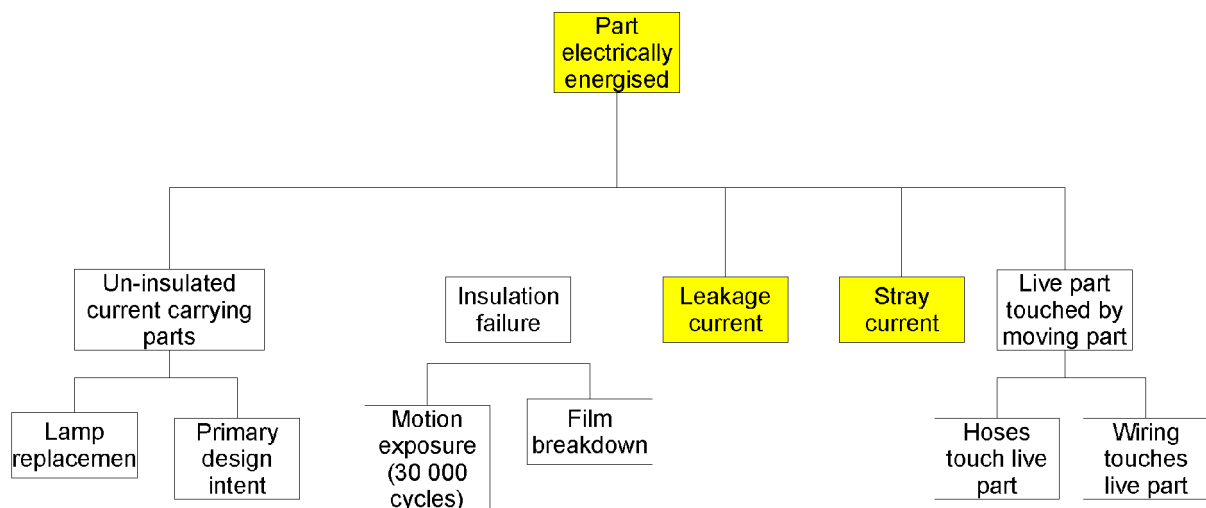 Part
electrically
energised
Un-insulated
current carrying
parts
Insulation
failure
Leakage
current
Stray
current
Live part
touched by
moving part
Lamp
replacemen
Primary
design
intent
Motion
exposure
(30 000
cycles)
Film
breakdown
Hoses
touch live
part
Wiring
touches
live part